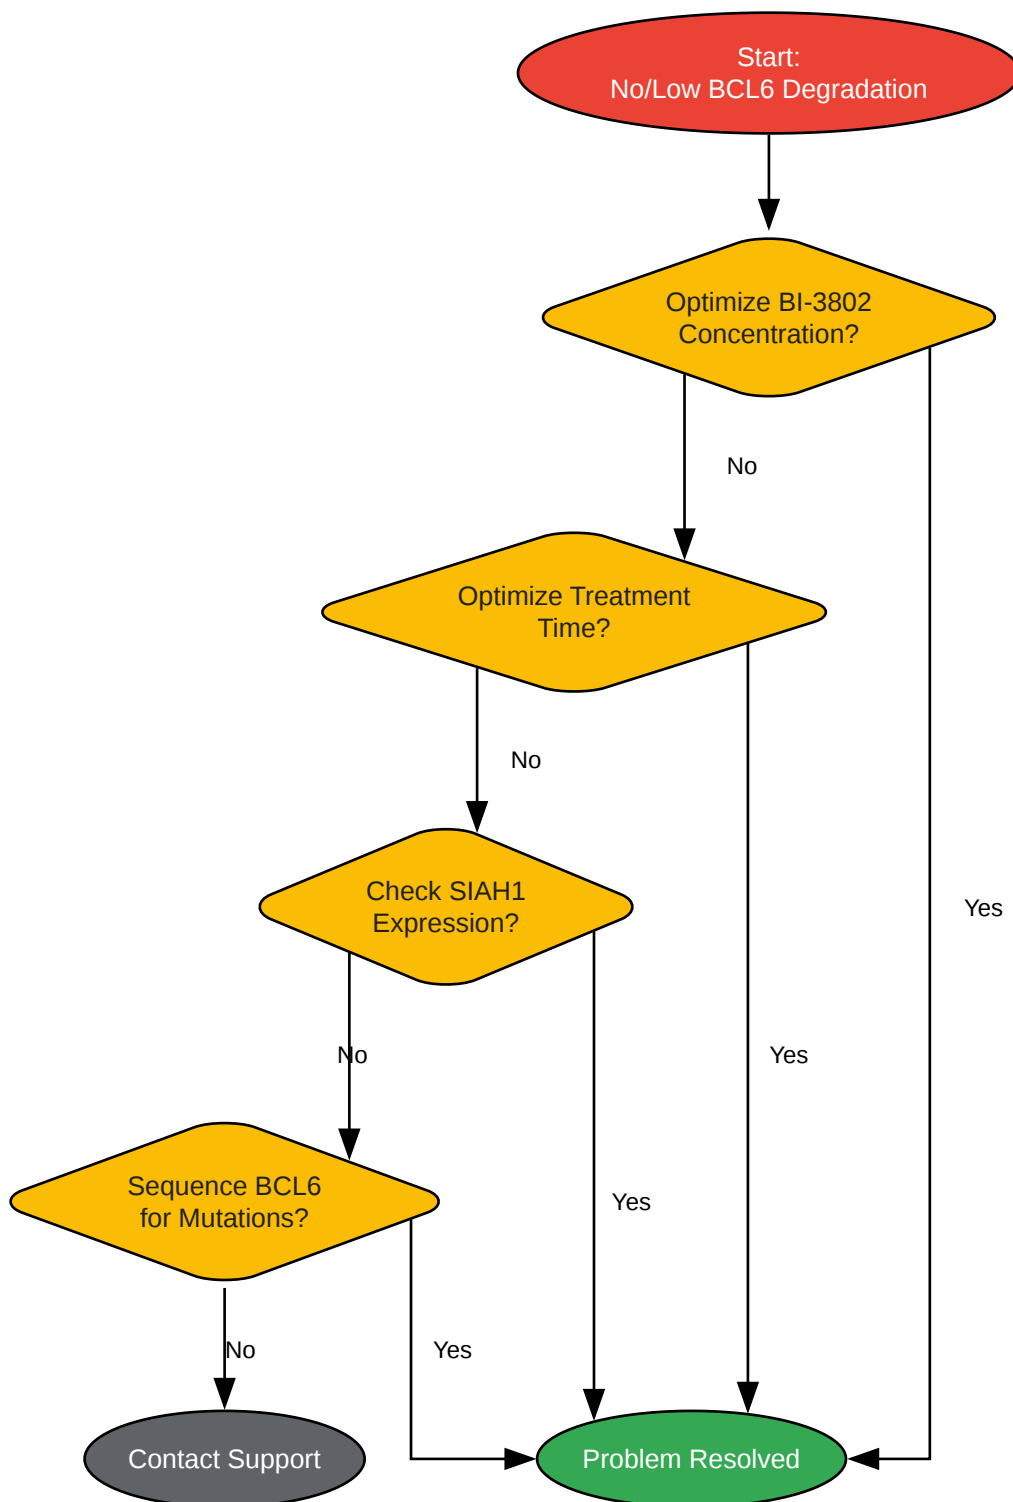 Start:
No/Low BCL6 Degradation
Optimize BI-3802
Concentration?
No
Optimize Treatment
Time?
No
Check SIAH1
Expression?
Yes
No
Yes
Sequence BCL6
for Mutations?
Yes
No
Yes
Contact Support
Problem Resolved